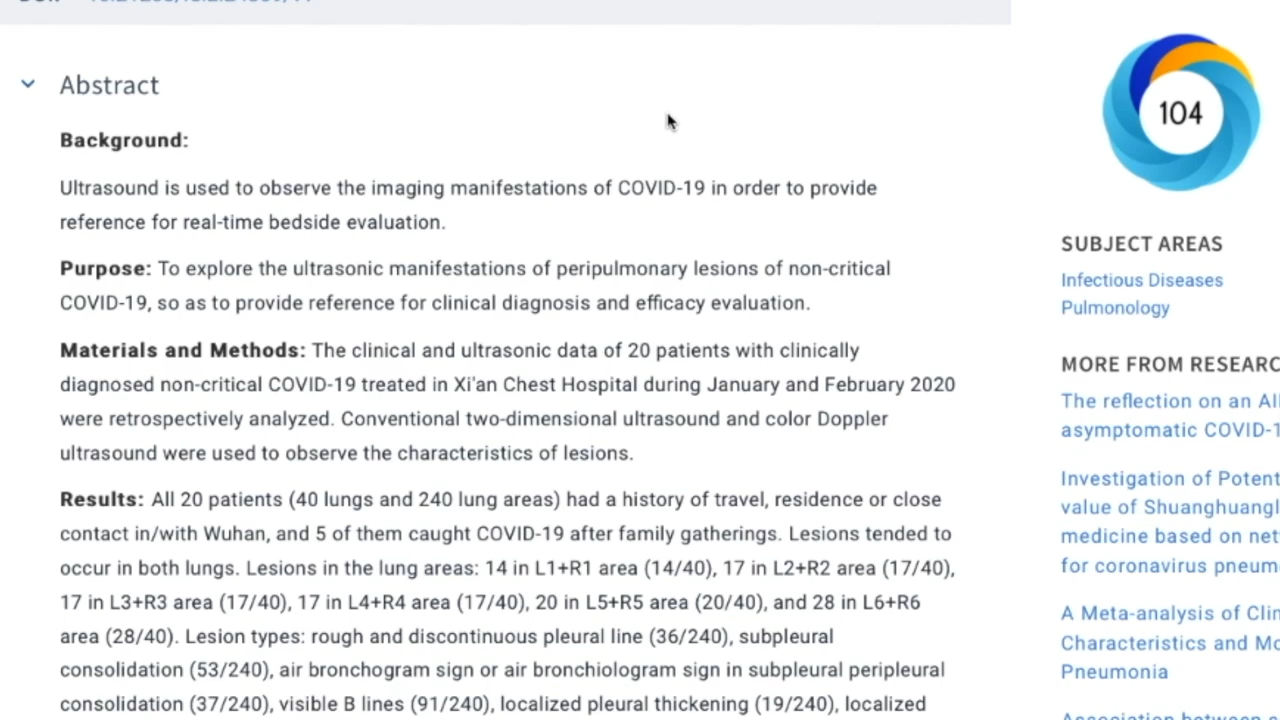 Abstract
Background:
Ultrasound is used to observe the imaging manifestations of COVID-19 in order to provide
reference for real-time bedside evaluation.
Purpose: To explore the ultrasonic manifestations of peripulmonary lesions of non-critical
COVID-19, so as to provide reference for clinical diagnosis and efficacy evaluation.
Materials and Methods: The clinical and ultrasonic data of 20 patients with clinically
diagnosed non-critical COVID-19 treated in Xi'an Chest Hospital during January and February 2020
were retrospectively analyzed. Conventional two-dimensional ultrasound and color Doppler
ultrasound were used to observe the characteristics of lesions.
Results: All 20 patients (40 lungs and 240 lung areas) had a history of travel, residence or close
contact in/with Wuhan, and 5 of them caught COVID-19 after family gatherings. Lesions tended to
occur in both lungs. Lesions in the lung areas: 14 in L1+R1 area (14/40), 17 in L2+R2 area (17/40),
17 in L3+R3 area (17/40), 17 in L4+R4 area (17/40), 20 in L5+R5 area (20/40), and 28 in L6+R6
area (28/40). Lesion types: rough and discontinuous pleural line (36/240), subpleural
consolidation (53/240), air bronchogram sign or air bronchiologram sign in subpleural peripleural
consolidation (37/240), visible B lines (91/240), localized pleural thickening (19/240), localized
104
SUBJECT AREAS
Infectious Diseases
Pulmonology
MORE FROM RESEARC
The reflection on an All
asymptomatic COVID-1
Investigation of Potent
value of Shuanghuangl
medicine based on net
for coronavirus pneum
A Meta-analysis of Clin
Characteristics and Mo
Pneumonia